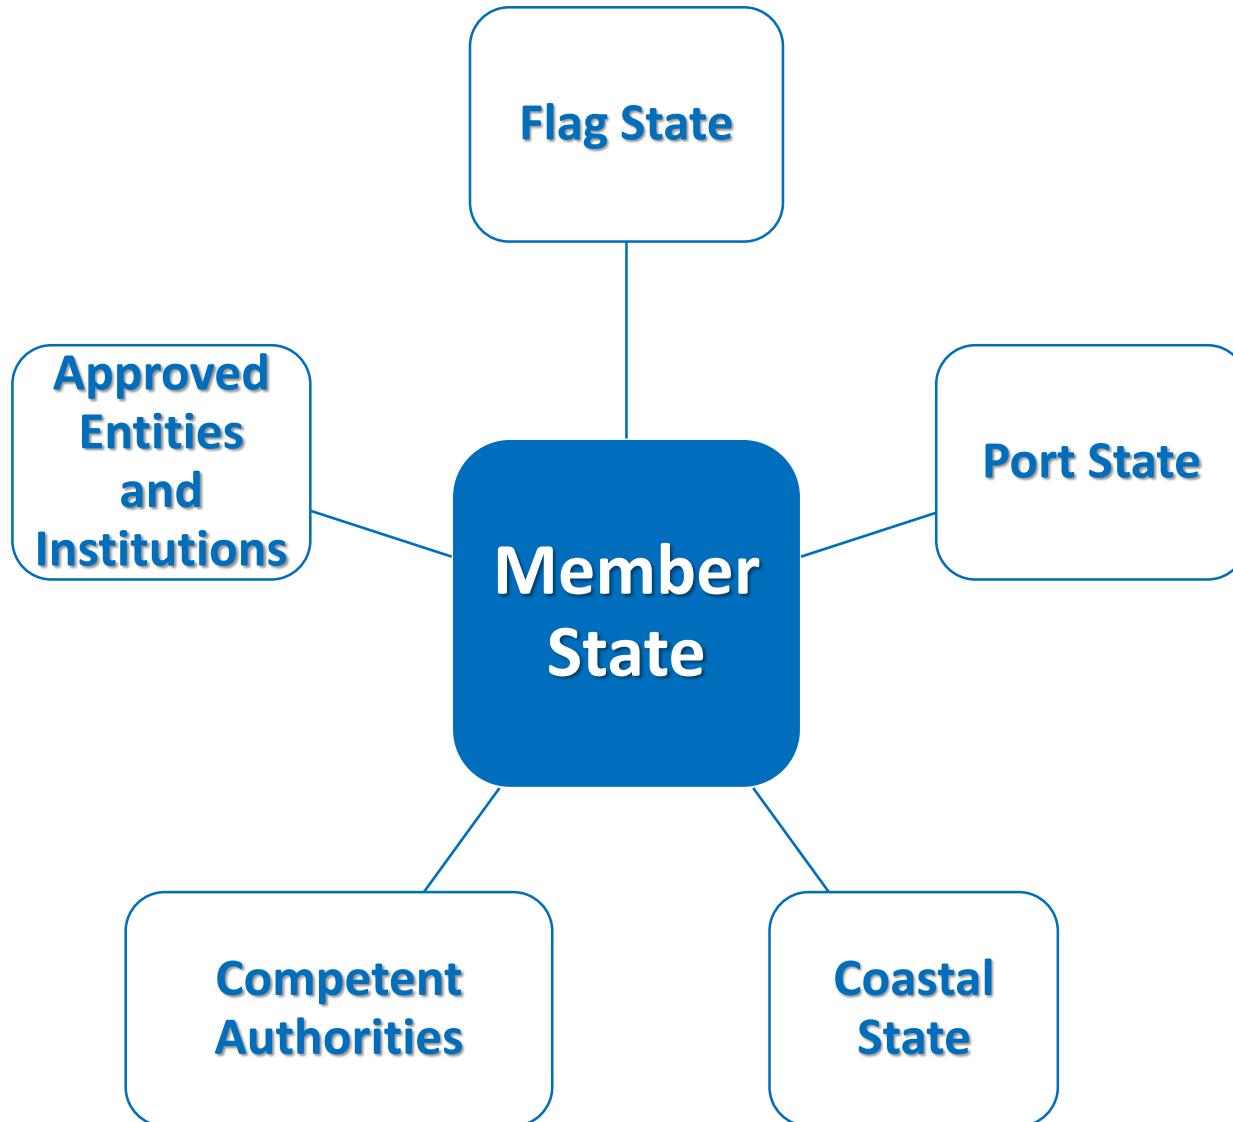 Flag State
Approved
Entities
and
Institutions
Port State
Member
State
Competent
Authorities
Coastal
State